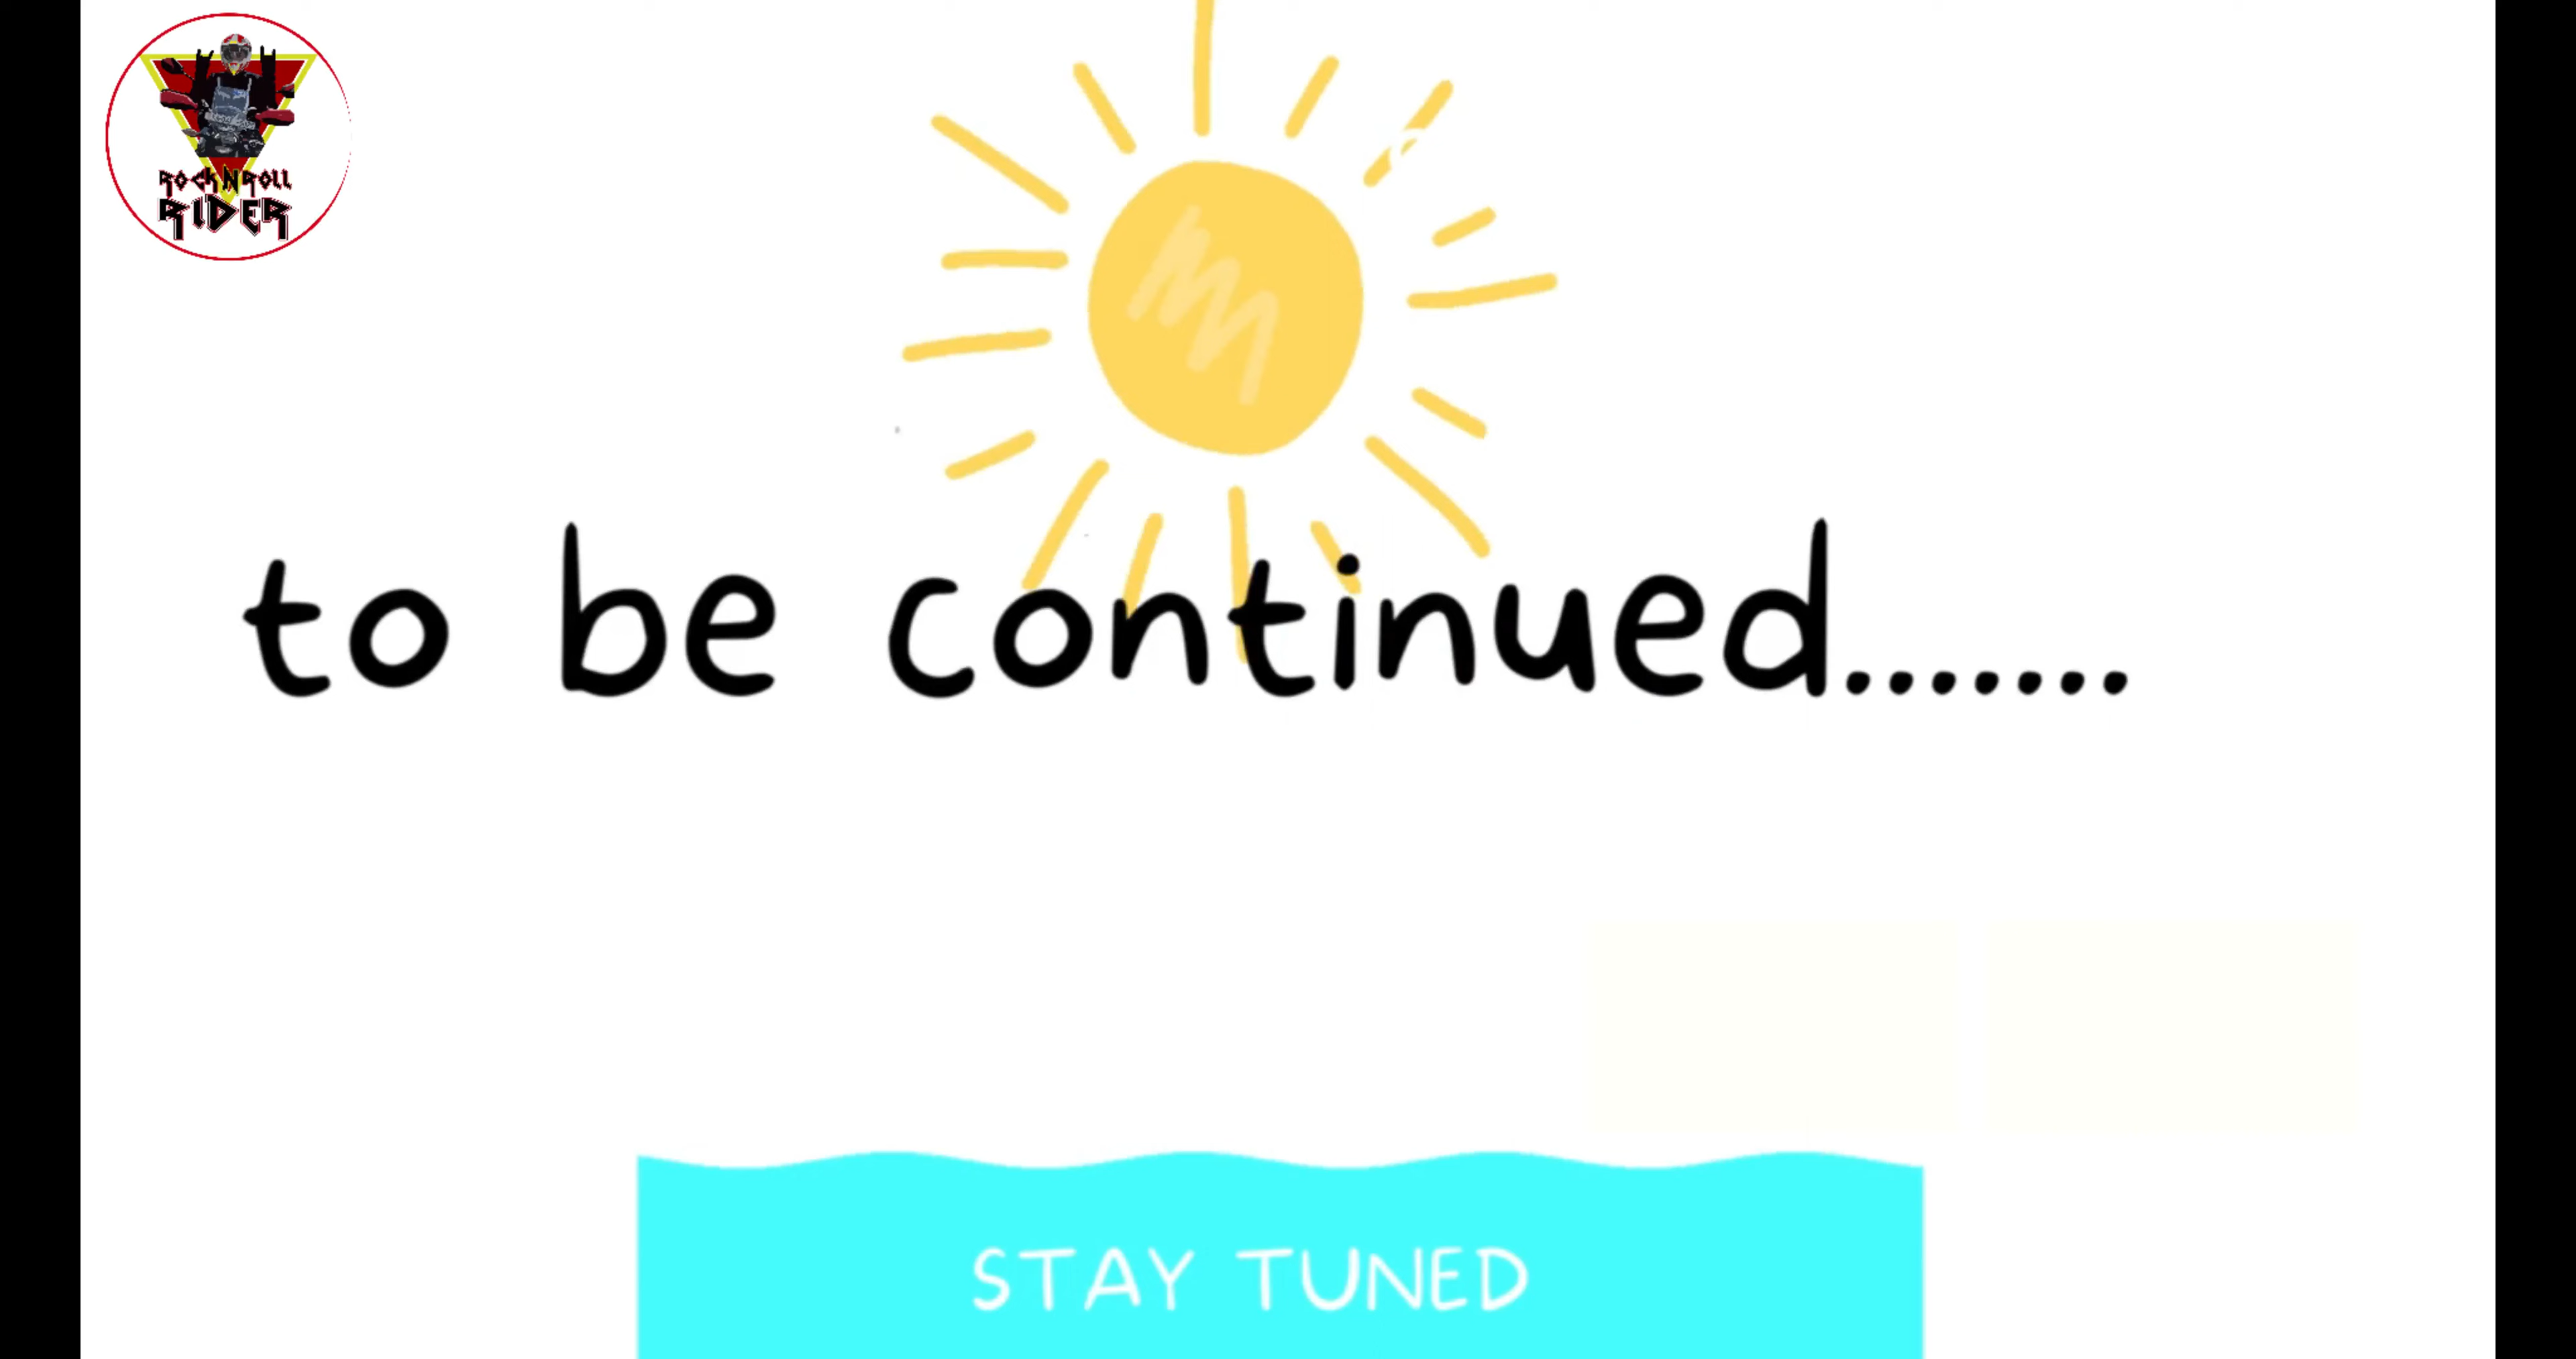 ROCKNROLL
RIDER
to be continued.......
STAY TUNED